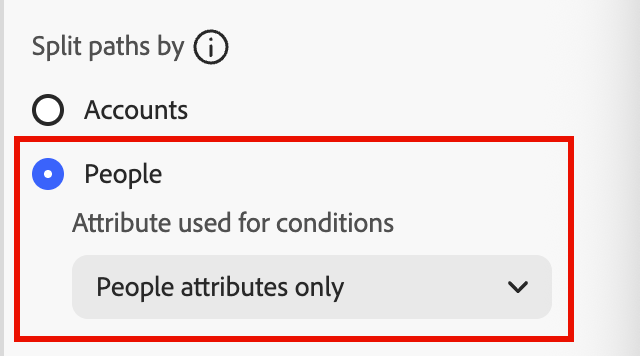 Split paths by
Accounts
People
Attribute used for conditions
People attributes only